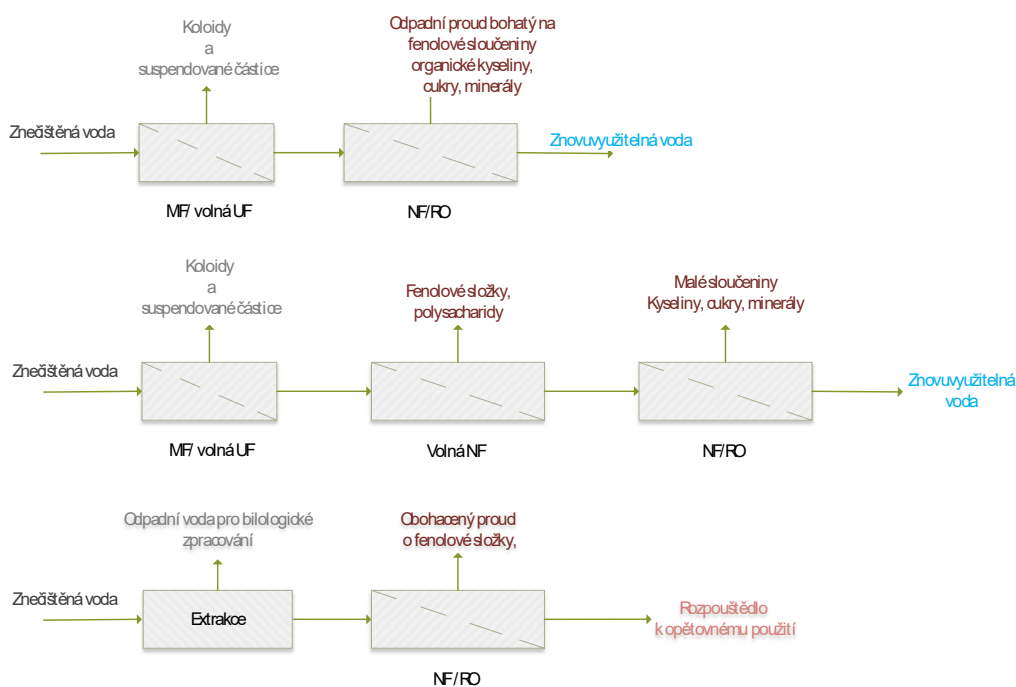 Koloidy
a
suspendované částice
Odpadní proud bohatý na
fenolové sloučeniny
organické kyseliny,
cukry, minerály
Znečištěná voda
Znovuvyužitelná voda
MF/ volná UF
NF/RO
Koloidy
a
suspendované částice
Fenolové složky,
polysacharidy
Malé sloučeniny
Kyseliny, cukry, minerály
Znečištěná voda
Znovuvyužitelná
voda
MF/ volná UF
Volná NF
NF/RO
Odpadní voda pro bilologické
zpracování
Obohacený proud
o fenolové složky,
Znečištěná voda
Extrakce
Rozpouštědlo
k opětovnému použití
NF/RO